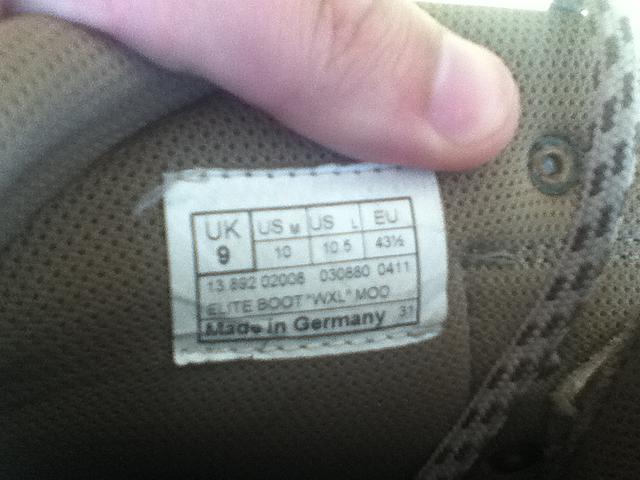 UK US M US L EU
9 10 10.5 43½
13.892 02008 030880 0411
ELITE BOOT "WXL" MOD
Made in Germany 31